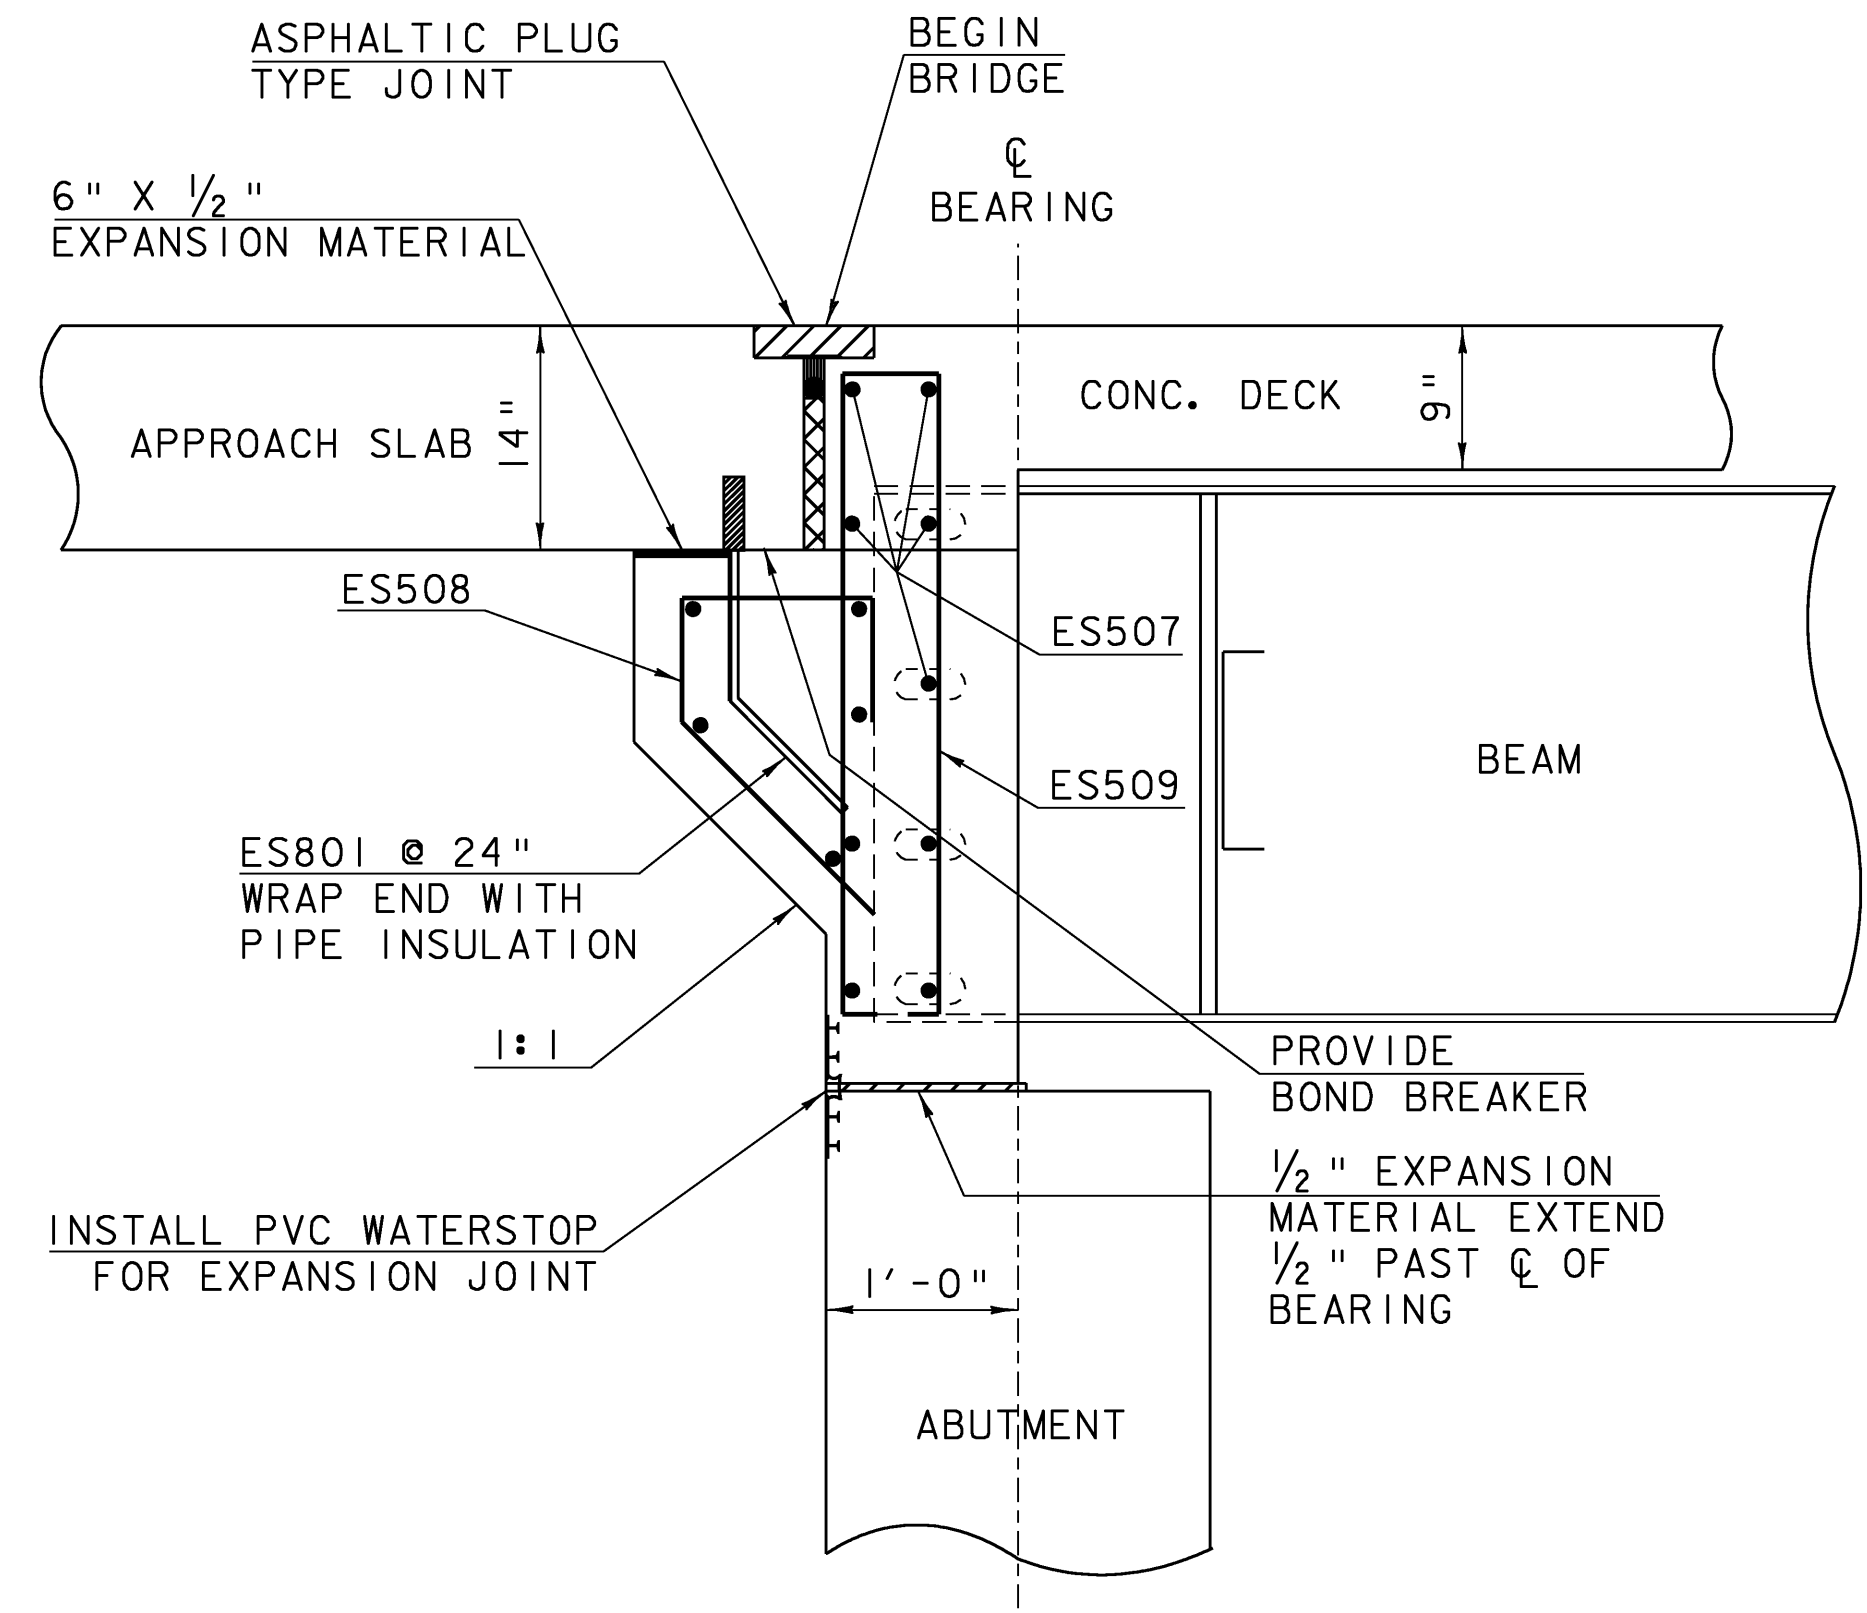 ASPHALTIC PLUG
TYPE JOINT
BEGIN
BRIDGE
℄
BEARING
6" X ½"
EXPANSION MATERIAL
APPROACH SLAB
14"
CONC. DECK
9"
ES508
ES507
ES509
BEAM
ES801 @ 24"
WRAP END WITH
PIPE INSULATION
1:1
PROVIDE
BOND BREAKER
½" EXPANSION
MATERIAL EXTEND
½" PAST ℄ OF
BEARING
INSTALL PVC WATERSTOP
FOR EXPANSION JOINT
1'-0"
ABUTMENT